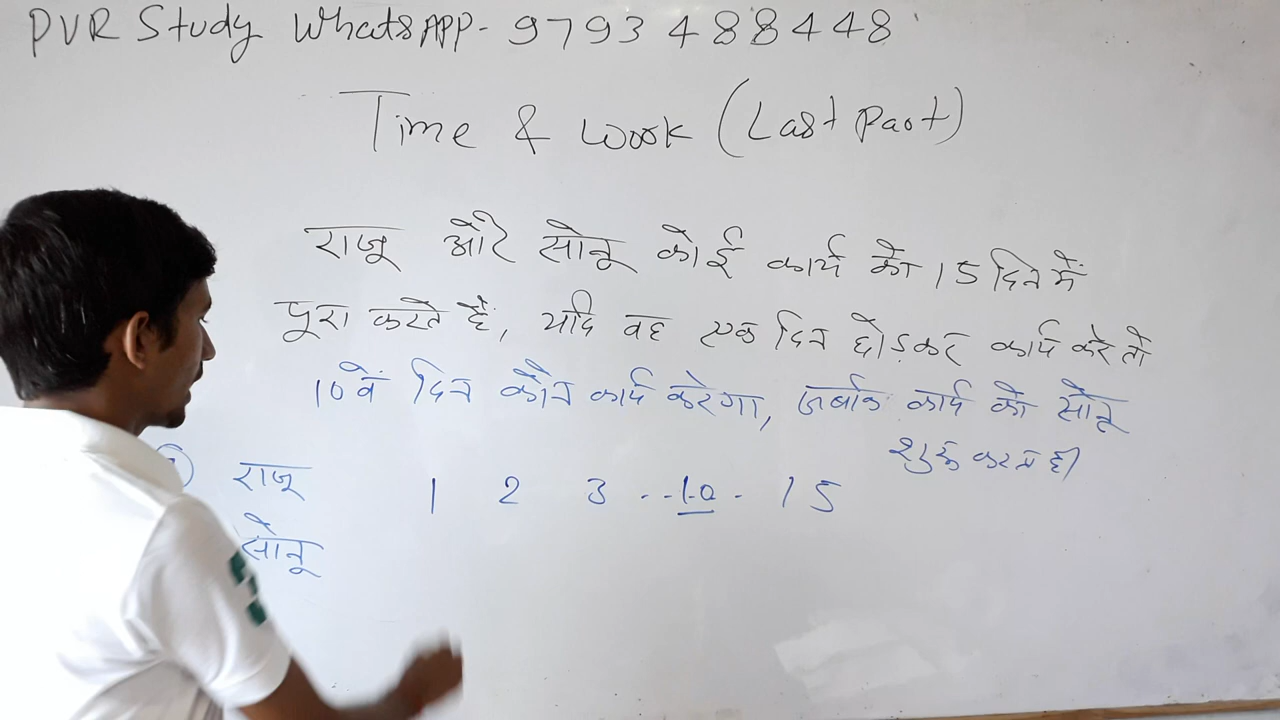 PVR Study WhatsAPP- 9793488448
Time & Work (Last Part)
राजू और सोनू कोई कार्य को 15 दिन में
पूरा करते है, यदि वह एक दिन छोड़कर कार्य करे तो
10वें दिन कौन कार्य करेगा, जबकि कार्य को सोनू
शुरू करता है।
राजू 1 2 3 - - 10 - 15
सोनू